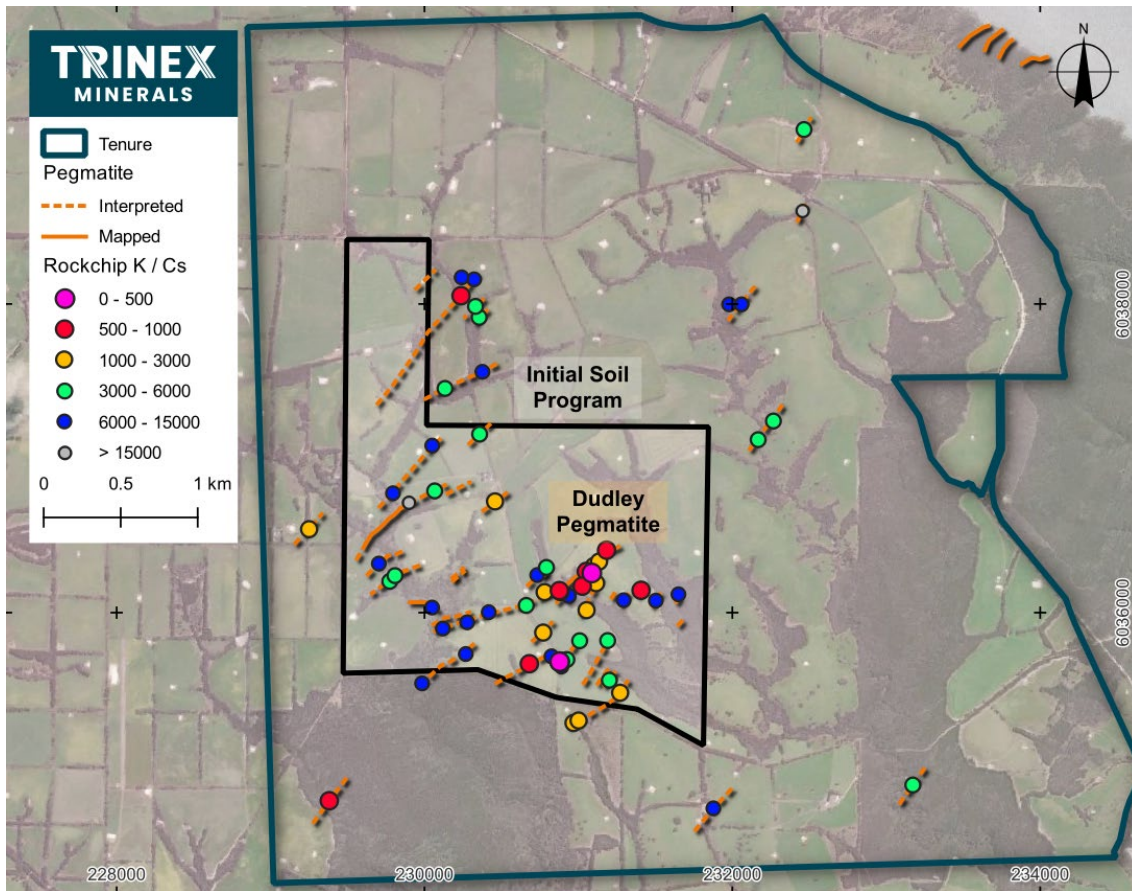 TRINEX
MINERALS
Tenure
Pegmatite
Interpreted
Mapped
Rockchip K / Cs
0 - 500
500 - 1000
1000 - 3000
3000 - 6000
6000 - 15000
> 15000
0 0.5 1 km
N
6038000
Initial Soil
Program
Dudley
Pegmatite
6036000
228000 230000 232000 234000